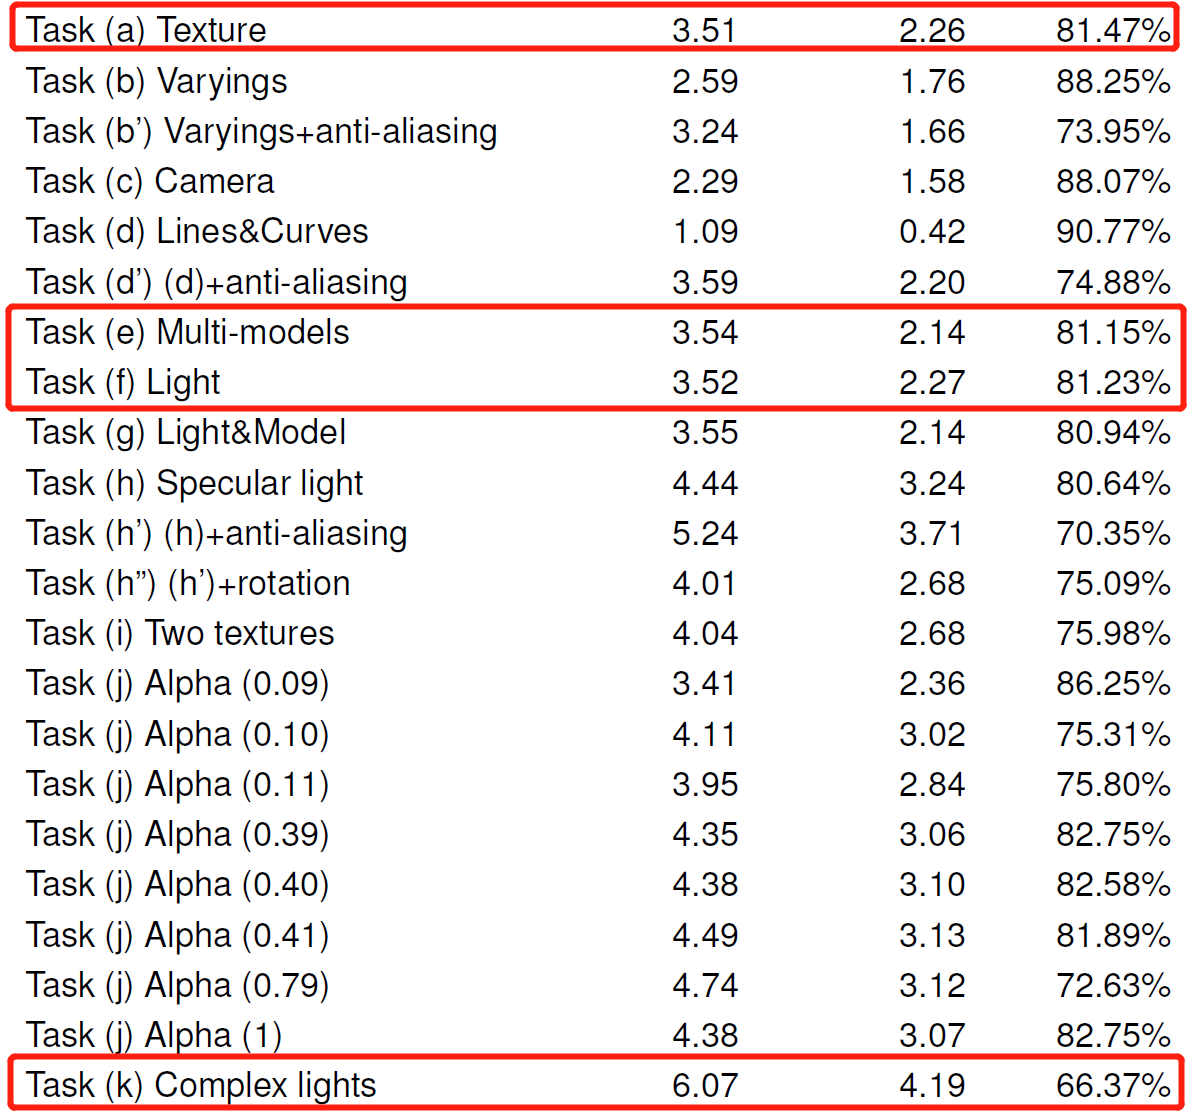 Task (a) Texture 3.51 2.26 81.47%
Task (b) Varyings 2.59 1.76 88.25%
Task (b’) Varyings+anti-aliasing 3.24 1.66 73.95%
Task (c) Camera 2.29 1.58 88.07%
Task (d) Lines&Curves 1.09 0.42 90.77%
Task (d’) (d)+anti-aliasing 3.59 2.20 74.88%
Task (e) Multi-models 3.54 2.14 81.15%
Task (f) Light 3.52 2.27 81.23%
Task (g) Light&Model 3.55 2.14 80.94%
Task (h) Specular light 4.44 3.24 80.64%
Task (h’) (h)+anti-aliasing 5.24 3.71 70.35%
Task (h”) (h’)+rotation 4.01 2.68 75.09%
Task (i) Two textures 4.04 2.68 75.98%
Task (j) Alpha (0.09) 3.41 2.36 86.25%
Task (j) Alpha (0.10) 4.11 3.02 75.31%
Task (j) Alpha (0.11) 3.95 2.84 75.80%
Task (j) Alpha (0.39) 4.35 3.06 82.75%
Task (j) Alpha (0.40) 4.38 3.10 82.58%
Task (j) Alpha (0.41) 4.49 3.13 81.89%
Task (j) Alpha (0.79) 4.74 3.12 72.63%
Task (j) Alpha (1) 4.38 3.07 82.75%
Task (k) Complex lights 6.07 4.19 66.37%